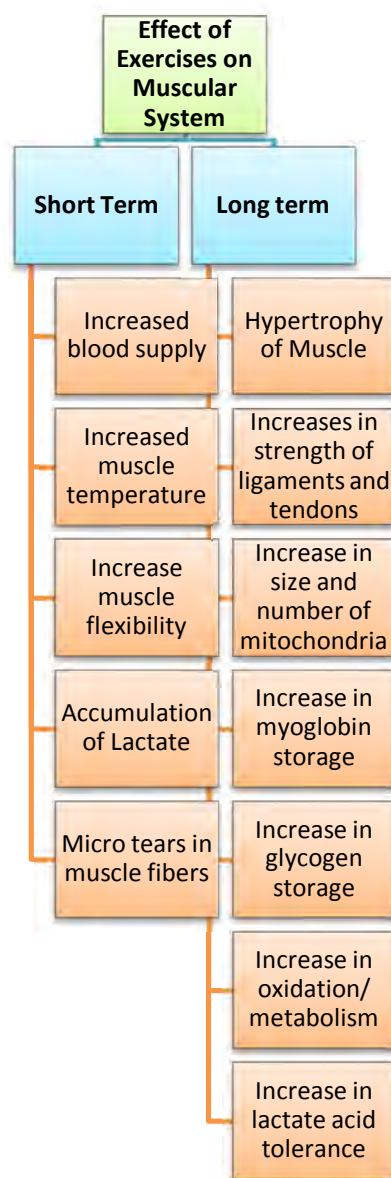 Effect of
Exercises on
Muscular
System
Short Term
Long term
Increased
blood supply
Increased
muscle
temperature
Increase
muscle
flexibility
Accumulation
of Lactate
Micro tears in
muscle fibers
Hypertrophy
of Muscle
Increases in
strength of
ligaments and
tendons
Increase in
size and
number of
mitochondria
Increase in
myoglobin
storage
Increase in
glycogen
storage
Increase in
oxidation/
metabolism
Increase in
lactate acid
tolerance